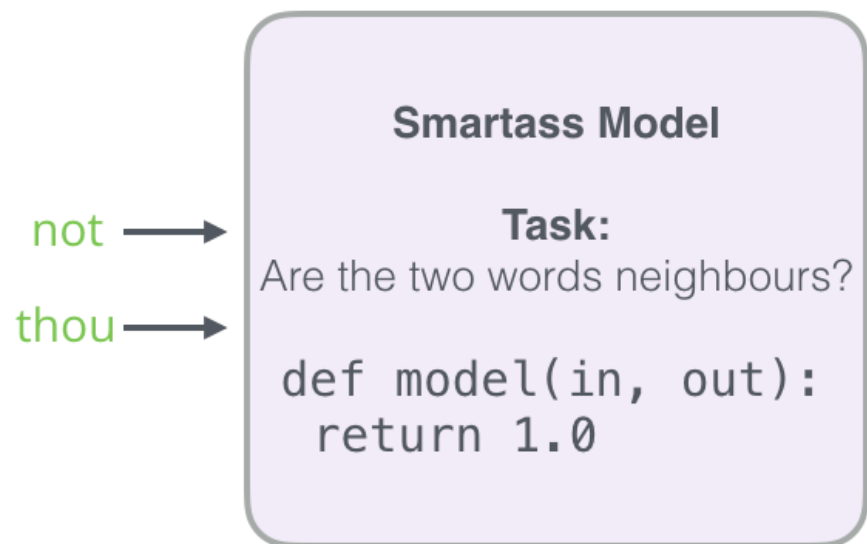 Smartass Model
Task:
not
Are the two words neighbours?
thou
def model(in, out):
return 1.0